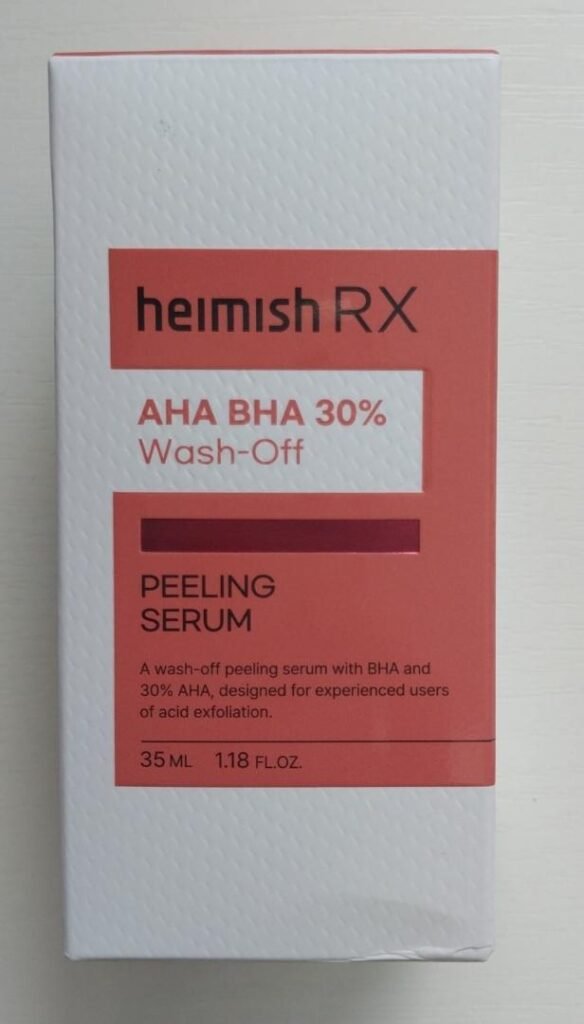 heimish RX
AHA BHA 30%
Wash-Off
PEELING
SERUM
A wash-off peeling serum with BHA and
30% AHA, designed for experienced users
of acid exfoliation.
35 ML 1.18 FL.OZ.